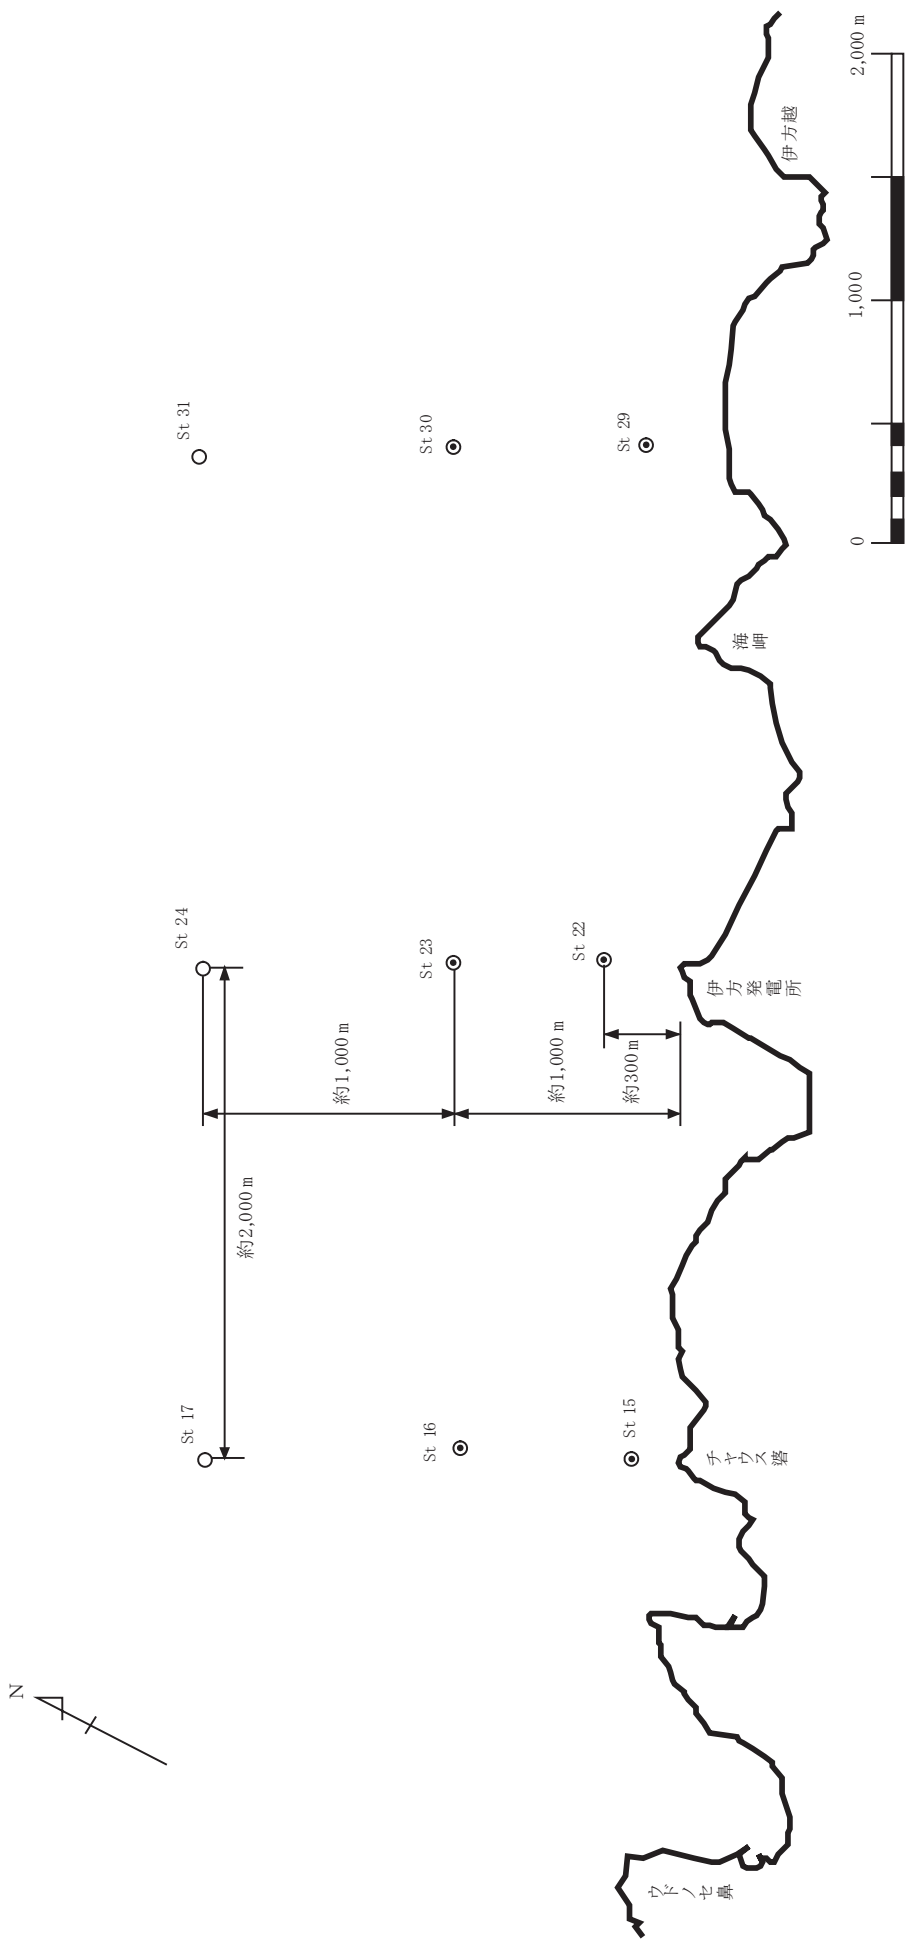 N
St 17
St 24
St 31
約2,000 m
約1,000 m
St 16
St 23
St 30
約1,000 m
約300 m
St 15
St 22
St 29
ウドノセ鼻
チャウス碆
伊方発電所
海岬
伊方越
0
1,000
2,000 m